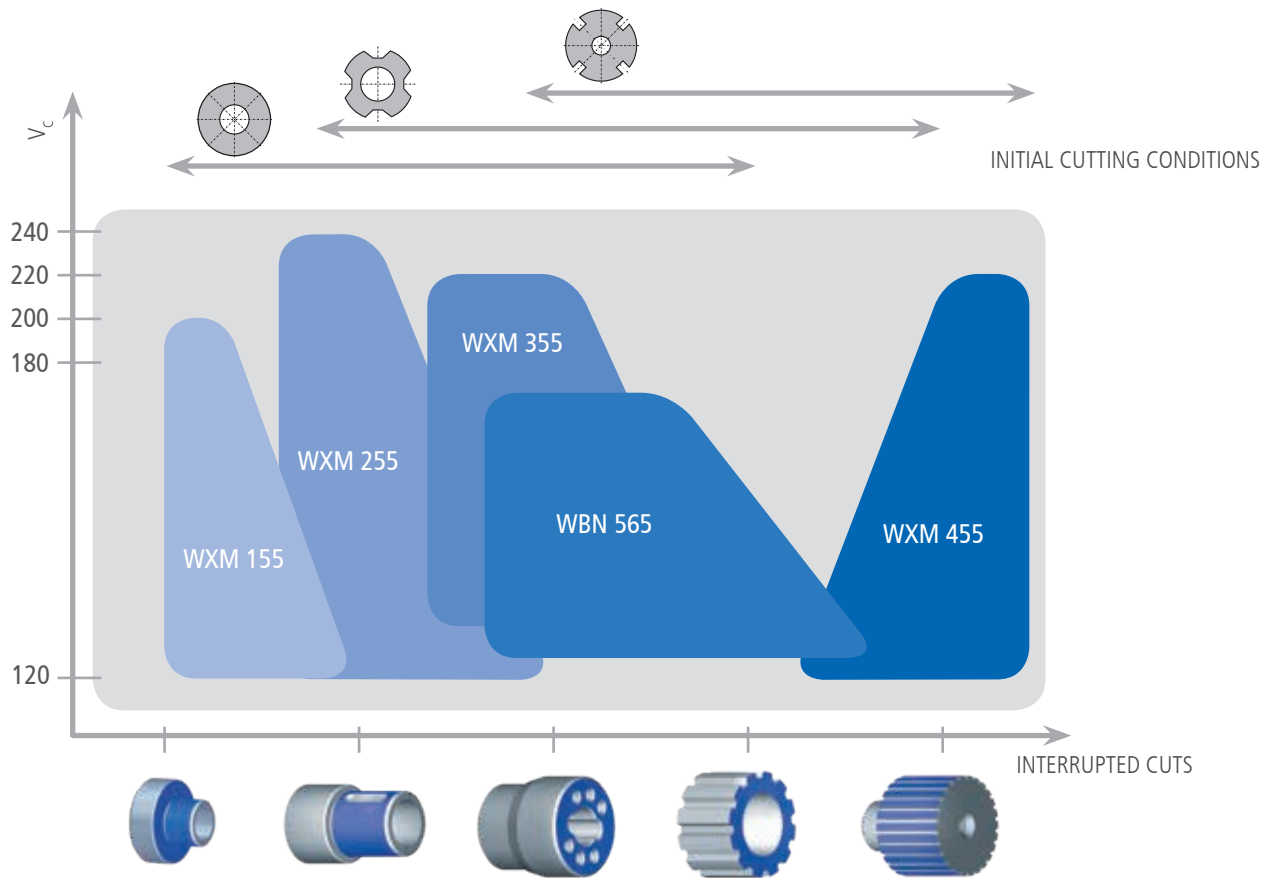 V_C
INITIAL CUTTING CONDITIONS
240
220
200
180
120
WXM 355
WXM 255
WBN 565
WXM 455
WXM 155
INTERRUPTED CUTS